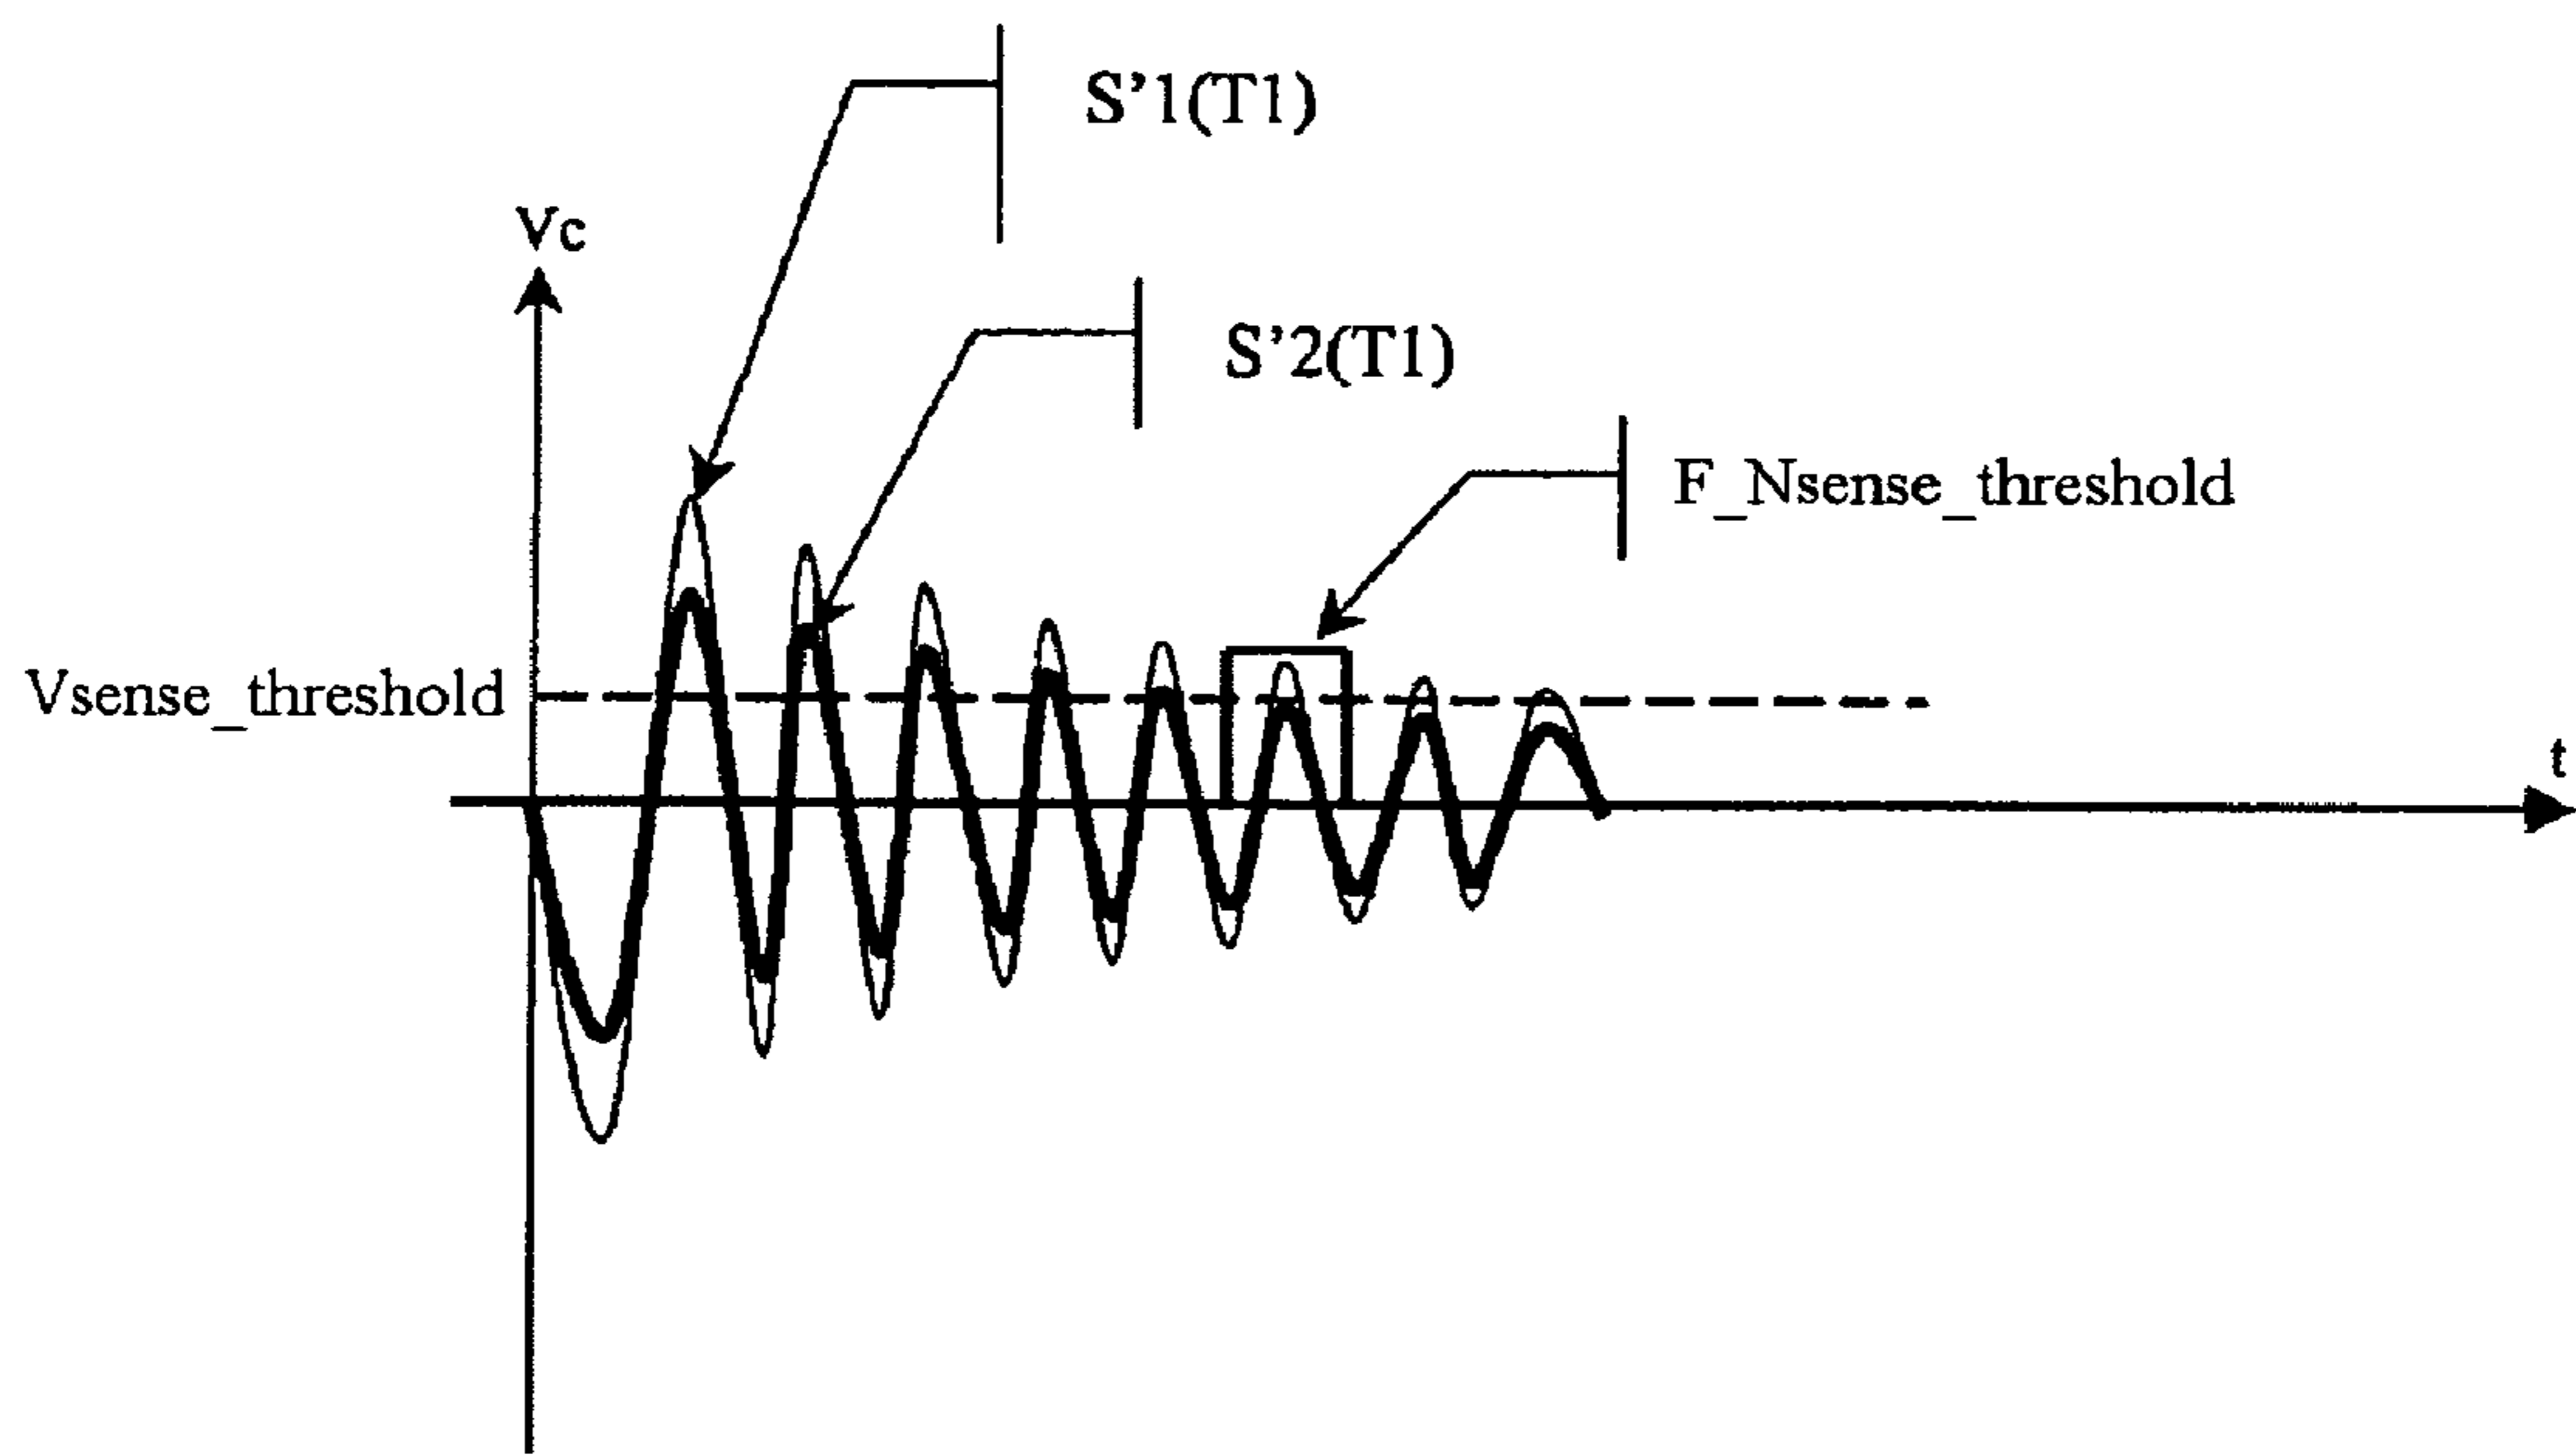 S’1(T1)
Vc
S’2(T1)
F_Nsense_threshold
Vsense_threshold
t